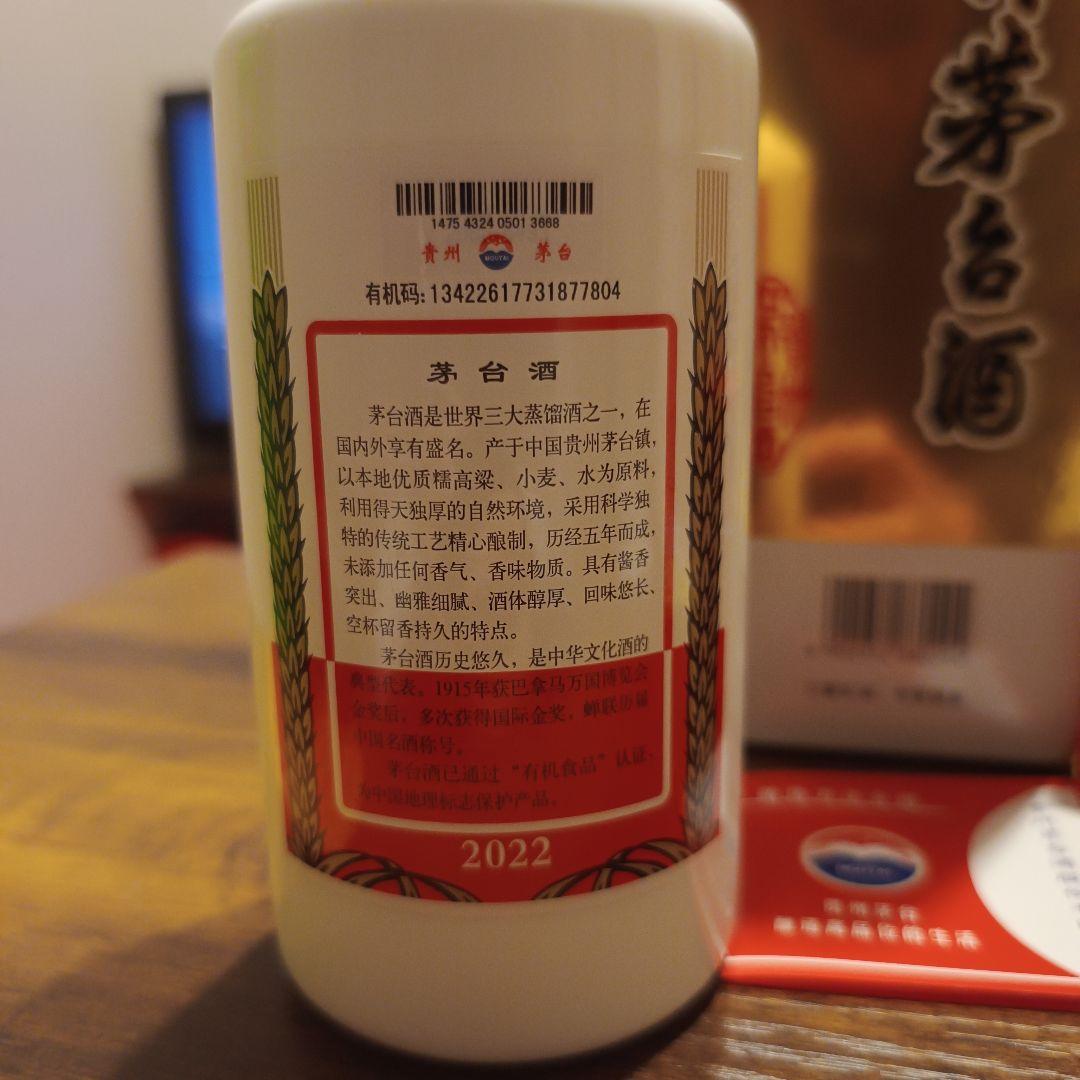 1475 4324 0501 3668
貴州 MOUTAI 茅台
有机码:13422617731877804
茅台酒
茅台酒是世界三大蒸馏酒之一，在
国内外享有盛名。产于中国贵州茅台镇，
以本地优质糯高粱、小麦、水为原料，
利用得天独厚的自然环境，采用科学独
特的传统工艺精心酿制，历经五年而成，
未添加任何香气、香味物质。具有酱香
突出、幽雅细腻、酒体醇厚、回味悠长、
空杯留香持久的特点。
茅台酒历史悠久，是中华文化酒的
典型代表。1915年获巴拿马万国博览会
金奖后，多次获得国际金奖，蝉联历届
中国名酒称号。
茅台酒已通过“有机食品”认证、
为中国地理标志保护产品。
2022
茅台酒
MOUTAI